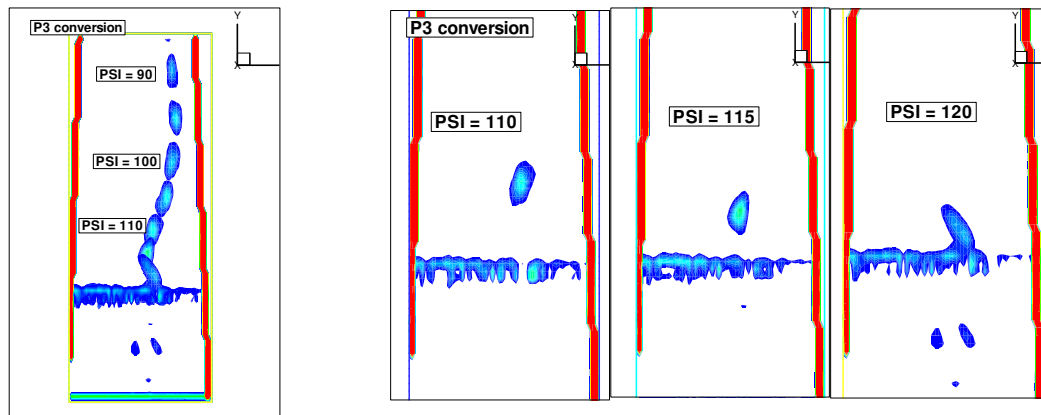 P3 conversion
Y
X
PSI = 90
PSI = 100
PSI = 110
P3 conversion
Y
X
PSI = 110
Y
X
PSI = 115
Y
X
PSI = 120